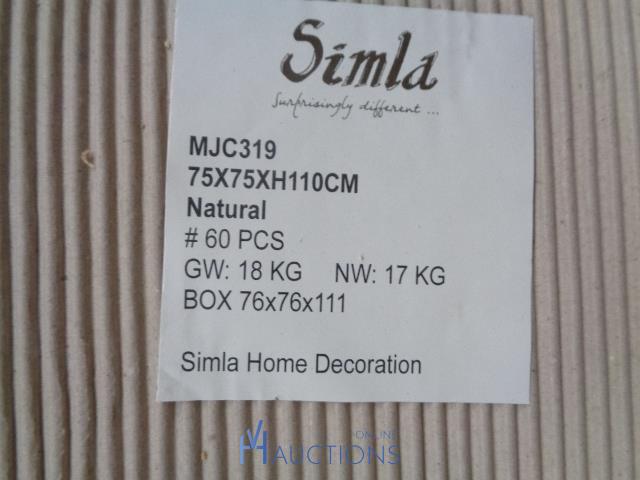 Simla
Surprisingly different ...
MJC319
75X75XH110CM
Natural
# 60 PCS
GW: 18 KG NW: 17 KG
BOX 76x76x111
Simla Home Decoration
ONLINE
AUCTIONS